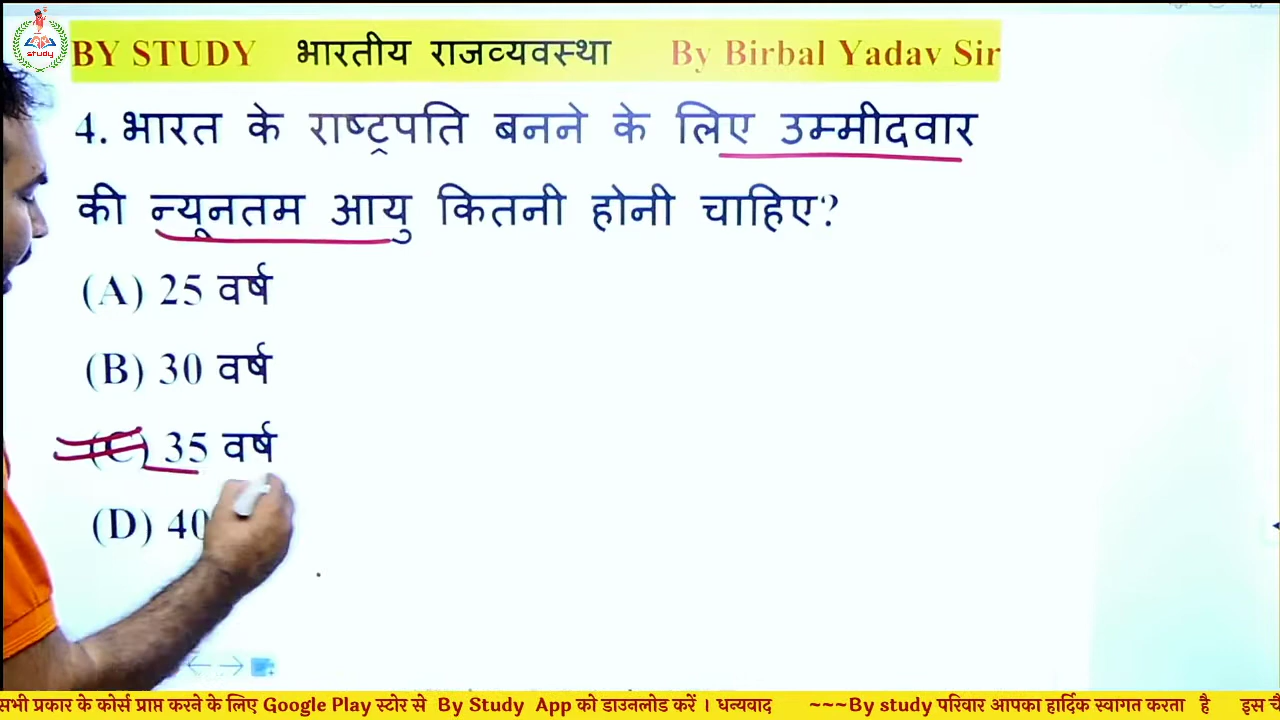 study
BY STUDY भारतीय राजव्यवस्था By Birbal Yadav Sir
4. भारत के राष्ट्रपति बनने के लिए उम्मीदवार
की न्यूनतम आयु कितनी होनी चाहिए?
(A) 25 वर्ष
(B) 30 वर्ष
(C) 35 वर्ष
(D) 40
सभी प्रकार के कोर्स प्राप्त करने के लिए Google Play स्टोर से By Study App को डाउनलोड करें । धन्यवाद ~~~By study परिवार आपका हार्दिक स्वागत करता है इस